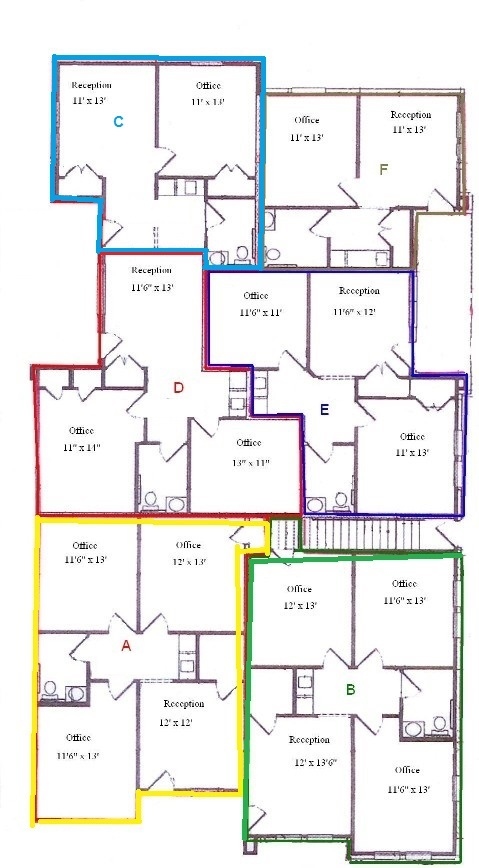 Reception
11' x 13'
C
Office
11' x 13'
Office
11' x 13'
Reception
11' x 13'
F
Reception
11'6" x 13'
D
Office
11'6" x 11'
Reception
11'6" x 12'
E
Office
11" x 14"
Office
13" x 11"
Office
11' x 13'
Office
11'6" x 13'
Office
12' x 13'
A
Reception
12' x 12'
Office
11'6" x 13'
Office
12' x 13'
Office
11'6" x 13'
B
Reception
12' x 13'6"
Office
11'6" x 13'